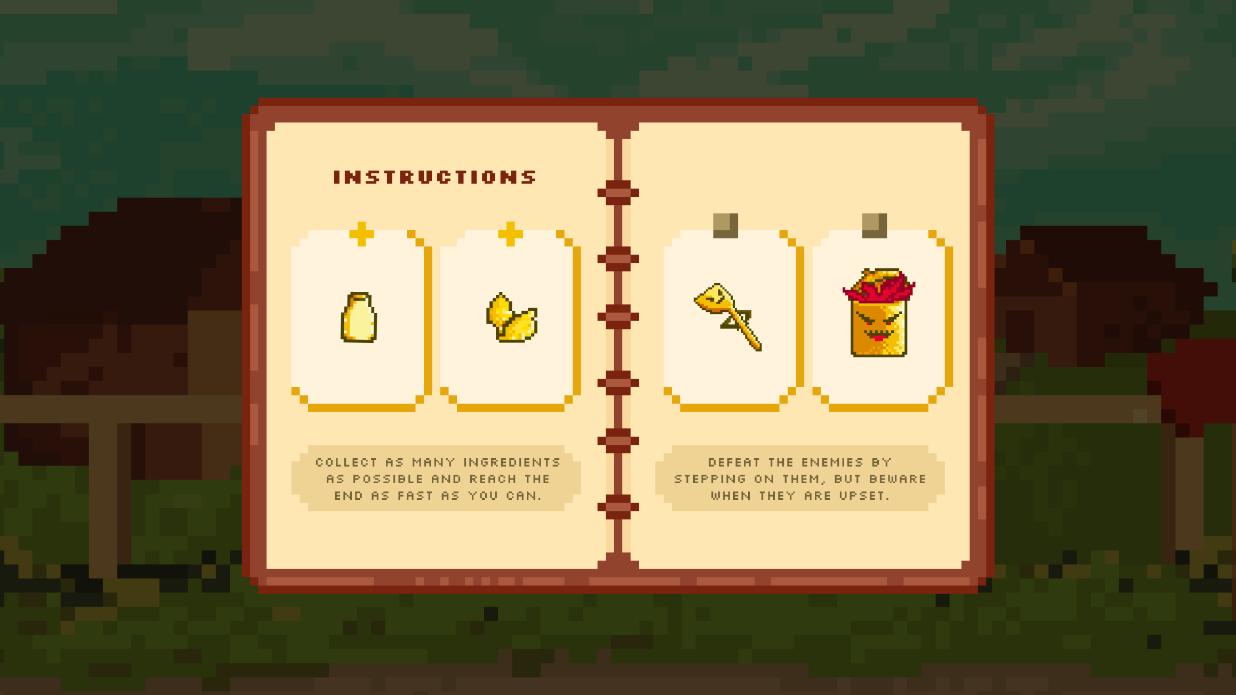 INSTRUCTIONS
COLLECT AS MANY INGREDIENTS
AS POSSIBLE AND REACH THE
END AS FAST AS YOU CAN.
DEFEAT THE ENEMIES BY
STEPPING ON THEM, BUT BEWARE
WHEN THEY ARE UPSET.